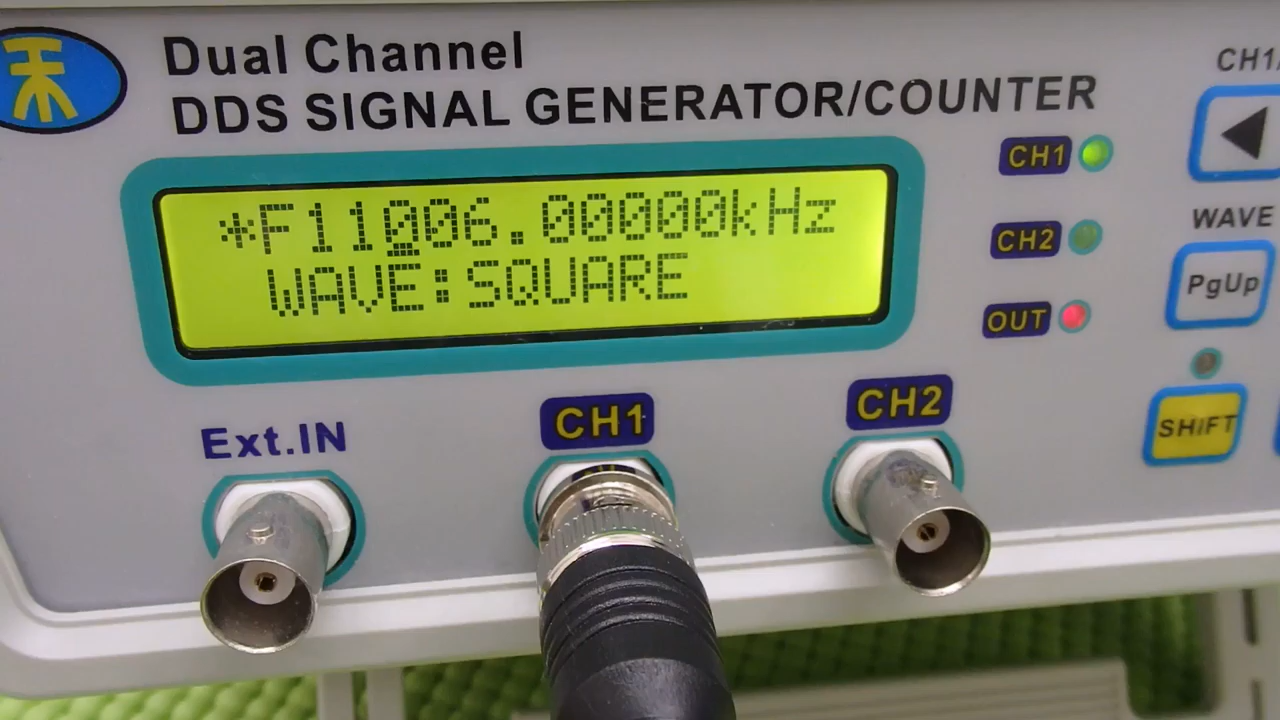 Dual Channel
DDS SIGNAL GENERATOR/COUNTER
*F11006.00000kHz
WAVE:SQUARE
CH1
CH2
OUT
CH1/
WAVE
PgUp
SHIFT
Ext.IN
CH1
CH2